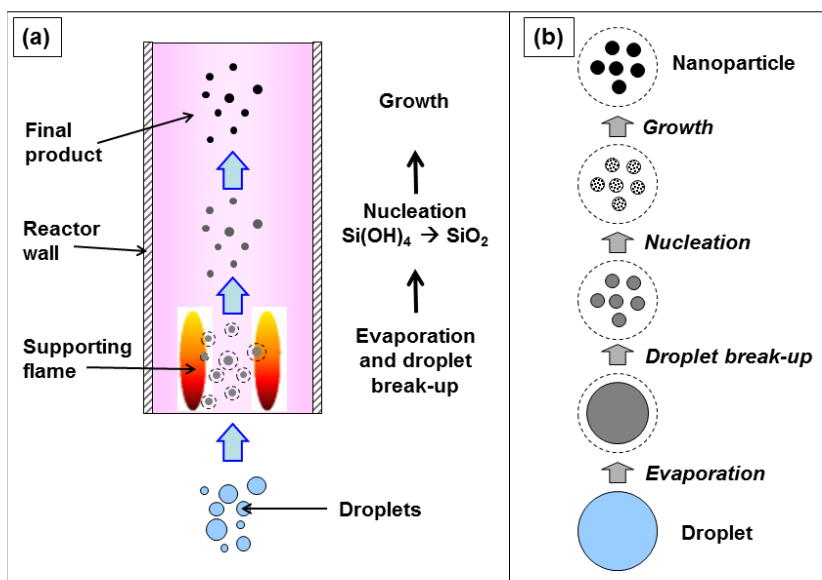 (a)
Final
product
Reactor
wall
Supporting
flame
Growth
Nucleation
Si(OH)₄ → SiO₂
Evaporation
and droplet
break-up
Droplets
(b)
Nanoparticle
Growth
Nucleation
Droplet break-up
Evaporation
Droplet